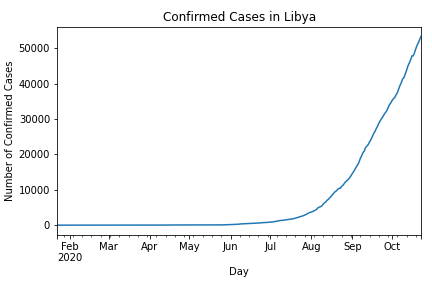 Confirmed Cases in Libya
Number of Confirmed Cases
50000
40000
30000
20000
10000
0
Feb Mar Apr May Jun Jul Aug Sep Oct
2020
Day